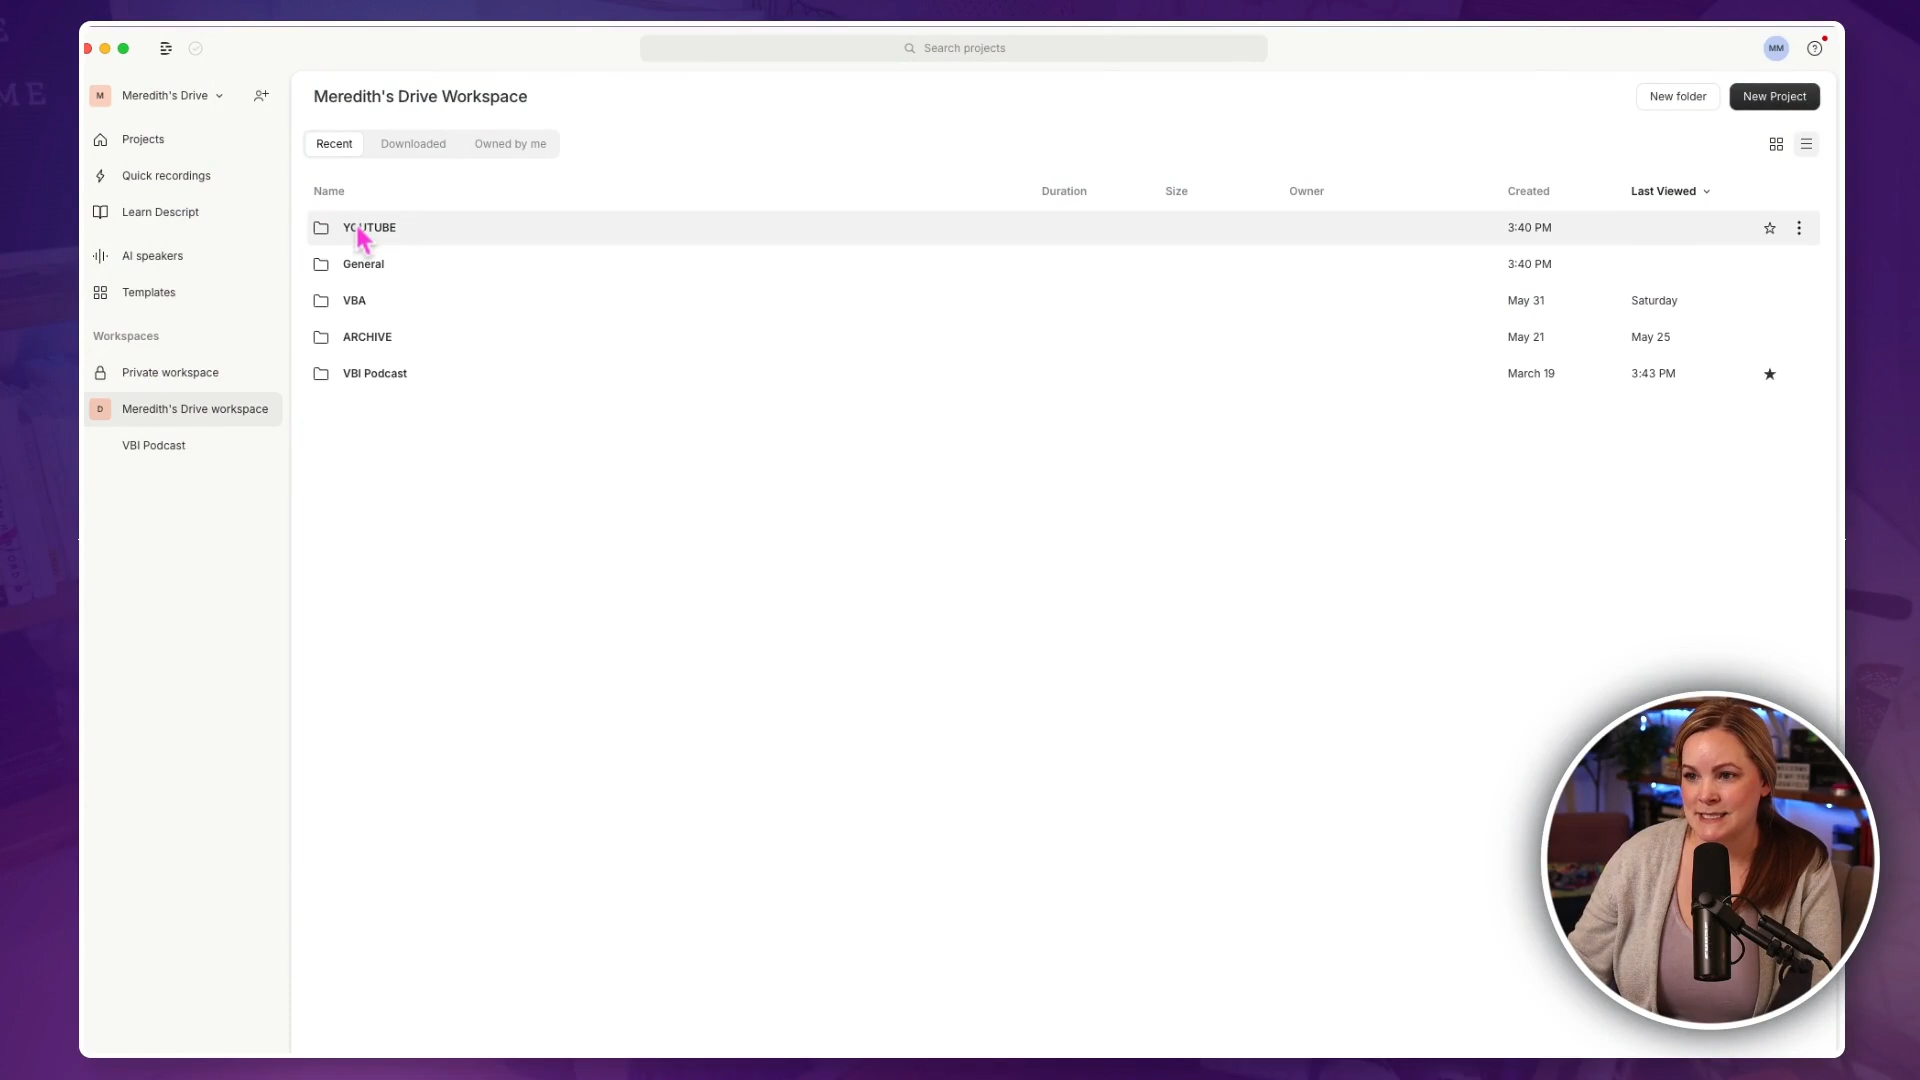 Search projects
MM
M Meredith's Drive
Meredith's Drive Workspace
New folder
New Project
Projects
Recent
Downloaded
Owned by me
Quick recordings
Learn Descript
AI speakers
Templates
Workspaces
Private workspace
D Meredith's Drive workspace
VBI Podcast
Name Duration Size Owner Created Last Viewed
YOUTUBE 3:40 PM
General 3:40 PM
VBA May 31 Saturday
ARCHIVE May 21 May 25
VBI Podcast March 19 3:43 PM